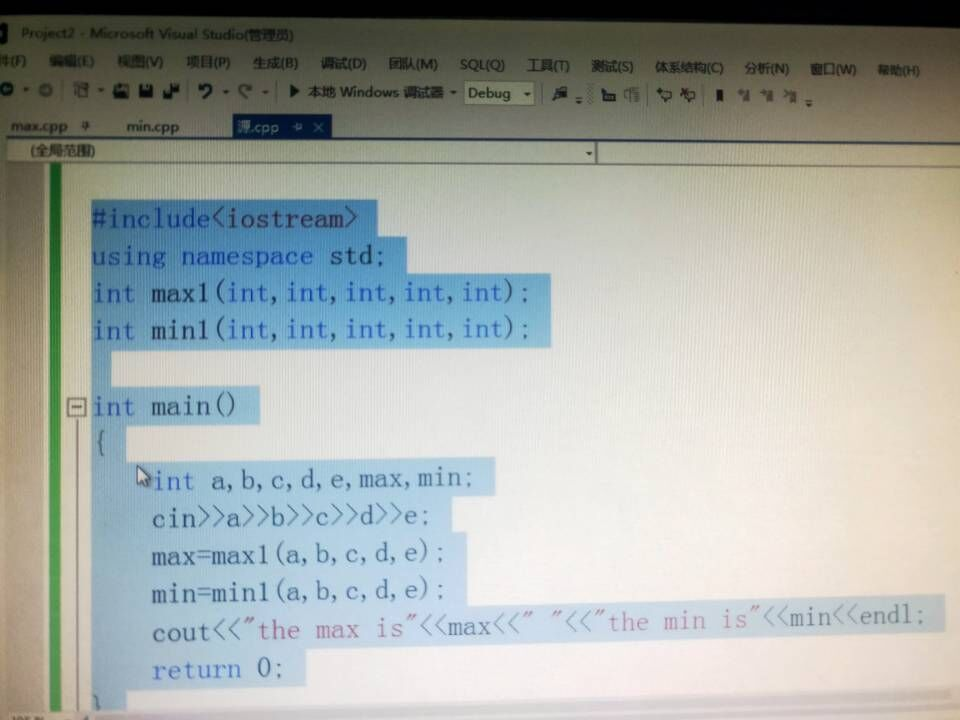 Project2 - Microsoft Visual Studio(管理员)
件(F) 编辑(E) 视图(V) 项目(P) 生成(B) 调试(D) 团队(M) SQL(Q) 工具(T) 测试(S) 体系结构(C) 分析(N) 窗口(W) 帮助(H)
本地 Windows 调试器 Debug
max.cpp min.cpp 源.cpp
(全局范围)
#include<iostream>
using namespace std;
int max1(int,int,int,int,int);
int min1(int,int,int,int,int);
int main()
{
int a,b,c,d,e,max,min;
cin>>a>>b>>c>>d>>e;
max=max1(a,b,c,d,e);
min=min1(a,b,c,d,e);
cout<<"the max is"<<max<<" "<<"the min is"<<min<<endl;
return 0;
}